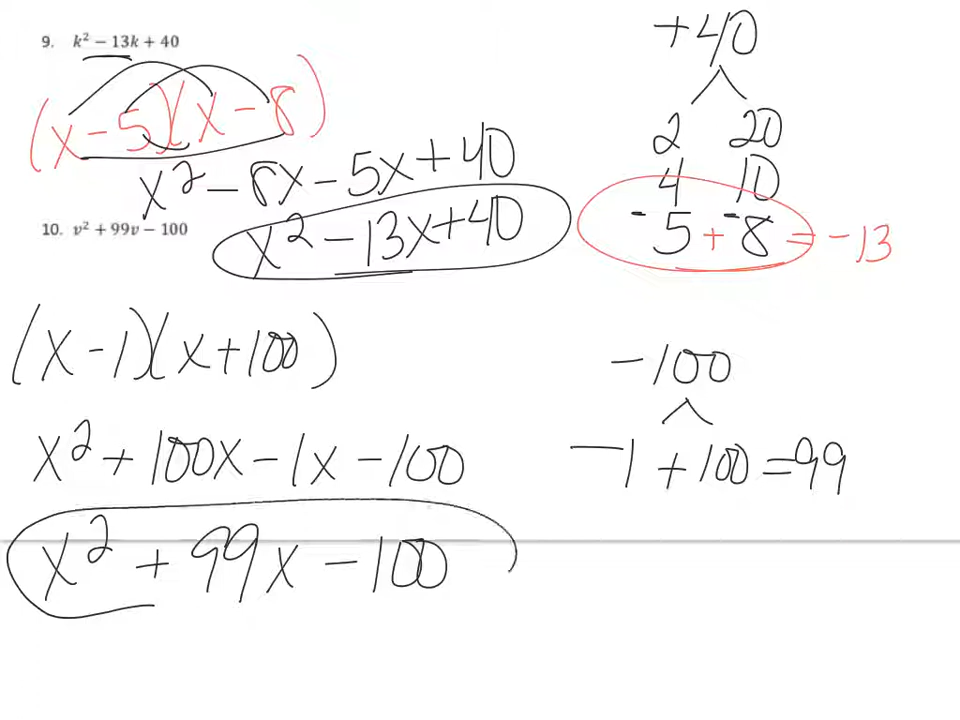 9. k² − 13k + 40
(x − 5)(x − 8)
x² − 8x − 5x + 40
x² − 13x + 40
+40
2 20
4 10
-5 + -8 = -13
10. v² + 99v − 100
(x − 1)(x + 100)
x² + 100x − 1x − 100
x² + 99x − 100
−100
−1 + 100 = 99